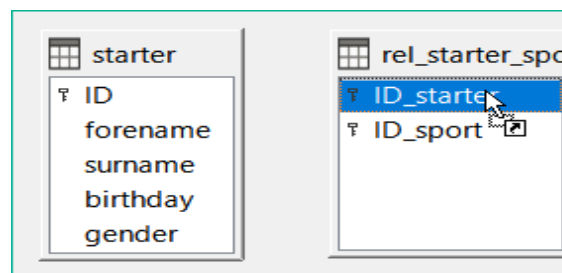 starter
ID
forename
surname
birthday
gender
rel_starter_spo
ID_starter
ID_sport